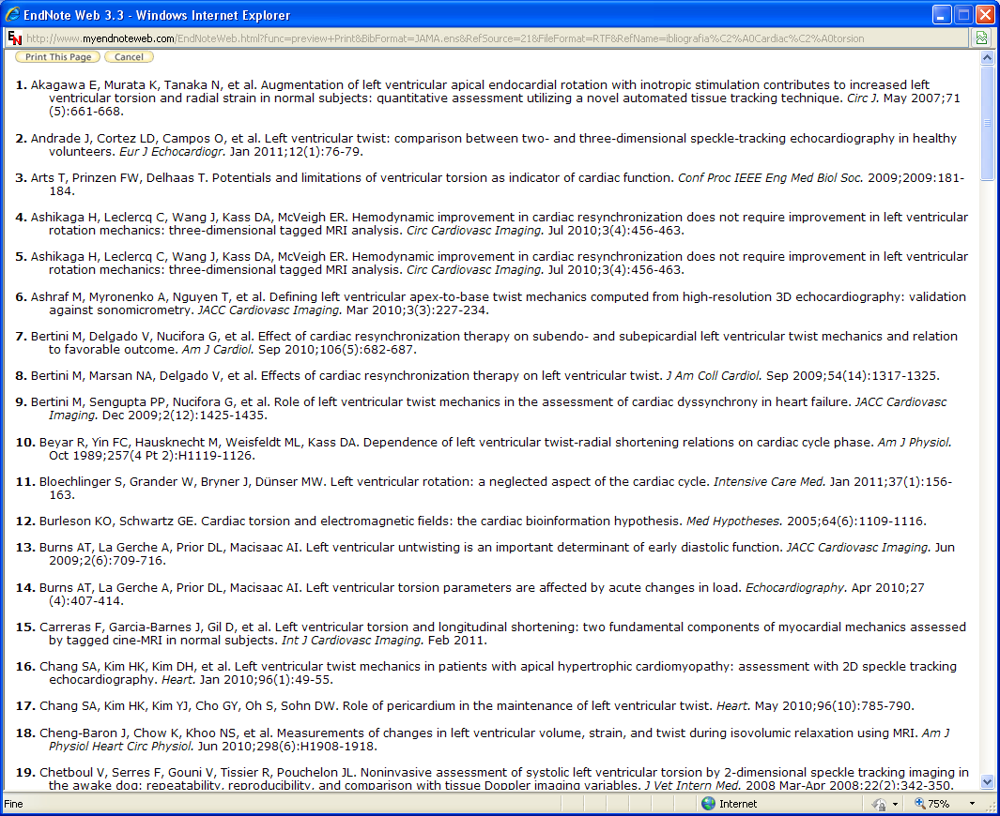 EndNote Web 3.3 - Windows Internet Explorer
EN http://www.myendnoteweb.com/EndNoteWeb.html?func=preview+Print&BibFormat=JAMA.ens&RefSource=21&FileFormat=RTF&RefName=ibliografia%C2%A0Cardiac%C2%A0torsion
Print This Page Cancel
1. Akagawa E, Murata K, Tanaka N, et al. Augmentation of left ventricular apical endocardial rotation with inotropic stimulation contributes to increased left
ventricular torsion and radial strain in normal subjects: quantitative assessment utilizing a novel automated tissue tracking technique. Circ J. May 2007;71
(5):661-668.
2. Andrade J, Cortez LD, Campos O, et al. Left ventricular twist: comparison between two- and three-dimensional speckle-tracking echocardiography in healthy
volunteers. Eur J Echocardiogr. Jan 2011;12(1):76-79.
3. Arts T, Prinzen FW, Delhaas T. Potentials and limitations of ventricular torsion as indicator of cardiac function. Conf Proc IEEE Eng Med Biol Soc. 2009;2009:181-
184.
4. Ashikaga H, Leclercq C, Wang J, Kass DA, McVeigh ER. Hemodynamic improvement in cardiac resynchronization does not require improvement in left ventricular
rotation mechanics: three-dimensional tagged MRI analysis. Circ Cardiovasc Imaging. Jul 2010;3(4):456-463.
5. Ashikaga H, Leclercq C, Wang J, Kass DA, McVeigh ER. Hemodynamic improvement in cardiac resynchronization does not require improvement in left ventricular
rotation mechanics: three-dimensional tagged MRI analysis. Circ Cardiovasc Imaging. Jul 2010;3(4):456-463.
6. Ashraf M, Myronenko A, Nguyen T, et al. Defining left ventricular apex-to-base twist mechanics computed from high-resolution 3D echocardiography: validation
against sonomicrometry. JACC Cardiovasc Imaging. Mar 2010;3(3):227-234.
7. Bertini M, Delgado V, Nucifora G, et al. Effect of cardiac resynchronization therapy on subendo- and subepicardial left ventricular twist mechanics and relation
to favorable outcome. Am J Cardiol. Sep 2010;106(5):682-687.
8. Bertini M, Marsan NA, Delgado V, et al. Effects of cardiac resynchronization therapy on left ventricular twist. J Am Coll Cardiol. Sep 2009;54(14):1317-1325.
9. Bertini M, Sengupta PP, Nucifora G, et al. Role of left ventricular twist mechanics in the assessment of cardiac dyssynchrony in heart failure. JACC Cardiovasc
Imaging. Dec 2009;2(12):1425-1435.
10. Beyar R, Yin FC, Hausknecht M, Weisfeldt ML, Kass DA. Dependence of left ventricular twist-radial shortening relations on cardiac cycle phase. Am J Physiol.
Oct 1989;257(4 Pt 2):H1119-1126.
11. Bloechlinger S, Grander W, Bryner J, Dünser MW. Left ventricular rotation: a neglected aspect of the cardiac cycle. Intensive Care Med. Jan 2011;37(1):156-
163.
12. Burleson KO, Schwartz GE. Cardiac torsion and electromagnetic fields: the cardiac bioinformation hypothesis. Med Hypotheses. 2005;64(6):1109-1116.
13. Burns AT, La Gerche A, Prior DL, Macisaac AI. Left ventricular untwisting is an important determinant of early diastolic function. JACC Cardiovasc Imaging. Jun
2009;2(6):709-716.
14. Burns AT, La Gerche A, Prior DL, Macisaac AI. Left ventricular torsion parameters are affected by acute changes in load. Echocardiography. Apr 2010;27
(4):407-414.
15. Carreras F, Garcia-Barnes J, Gil D, et al. Left ventricular torsion and longitudinal shortening: two fundamental components of myocardial mechanics assessed
by tagged cine-MRI in normal subjects. Int J Cardiovasc Imaging. Feb 2011.
16. Chang SA, Kim HK, Kim DH, et al. Left ventricular twist mechanics in patients with apical hypertrophic cardiomyopathy: assessment with 2D speckle tracking
echocardiography. Heart. Jan 2010;96(1):49-55.
17. Chang SA, Kim HK, Kim YJ, Cho GY, Oh S, Sohn DW. Role of pericardium in the maintenance of left ventricular twist. Heart. May 2010;96(10):785-790.
18. Cheng-Baron J, Chow K, Khoo NS, et al. Measurements of changes in left ventricular volume, strain, and twist during isovolumic relaxation using MRI. Am J
Physiol Heart Circ Physiol. Jun 2010;298(6):H1908-1918.
19. Chetboul V, Serres F, Gouni V, Tissier R, Pouchelon JL. Noninvasive assessment of systolic left ventricular torsion by 2-dimensional speckle tracking imaging in
the awake dog: repeatability, reproducibility, and comparison with tissue Doppler imaging variables. J Vet Intern Med. 2008 Mar-Apr 2008;22(2):342-350.
Fine Internet 75%